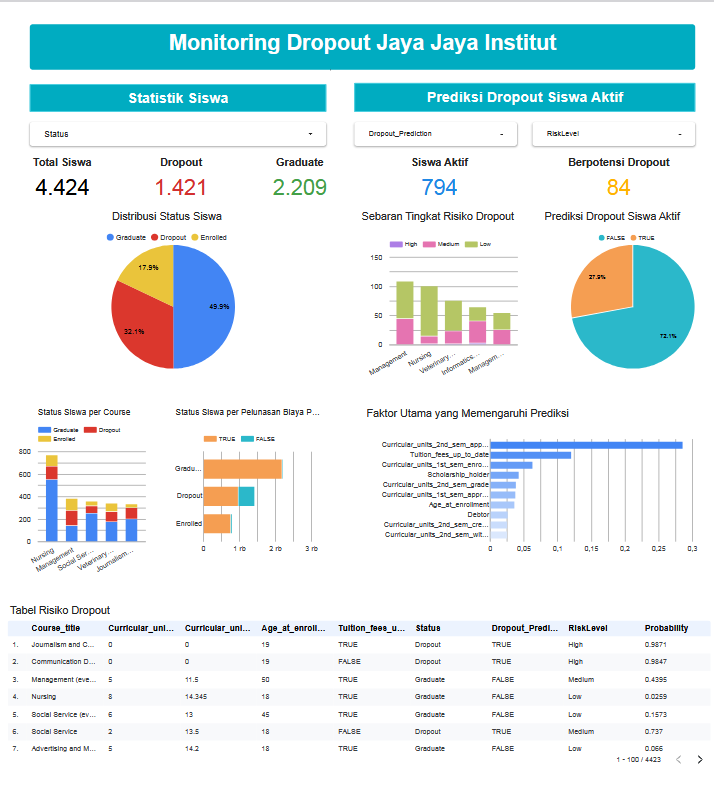 Monitoring Dropout Jaya Jaya Institut
Statistik Siswa
Prediksi Dropout Siswa Aktif
Status
Dropout_Prediction
RiskLevel
Total Siswa
Dropout
Graduate
Siswa Aktif
Berpotensi Dropout
4.424
1.421
2.209
794
84
Distribusi Status Siswa
Graduate Dropout Enrolled
17.9%
49.9%
32.1%
Sebaran Tingkat Risiko Dropout
High Medium Low
150
100
50
0
Management
Nursing
Veterinary...
Informatics...
Managem...
Prediksi Dropout Siswa Aktif
FALSE TRUE
27.9%
72.1%
Status Siswa per Course
Graduate Dropout
Enrolled
800
600
400
200
0
Nursing
Management
Social Ser...
Veterinary...
Journalism...
Status Siswa per Pelunasan Biaya P...
TRUE FALSE
Gradu...
Dropout
Enrolled
0 1 rb 2 rb 3 rb
Faktor Utama yang Memengaruhi Prediksi
Curricular_units_2nd_sem_app...
Tuition_fees_up_to_date
Curricular_units_1st_sem_enro...
Scholarship_holder
Curricular_units_2nd_sem_grade
Curricular_units_1st_sem_appr...
Age_at_enrollment
Debtor
Curricular_units_2nd_sem_cre...
Curricular_units_2nd_sem_wit...
0 0,05 0,1 0,15 0,2 0,25 0,3
Tabel Risiko Dropout
Course_title Curricular_uni... Curricular_uni... Age_at_enroll... Tuition_fees_u... Status Dropout_Predi... RiskLevel Probability
1. Journalism and C... 0 0 19 TRUE Dropout TRUE High 0.9871
2. Communication D... 0 0 19 FALSE Dropout TRUE High 0.9847
3. Management (eve... 5 11.5 50 TRUE Graduate FALSE Medium 0.4395
4. Nursing 8 14.345 18 TRUE Graduate FALSE Low 0.0259
5. Social Service (ev... 6 13 45 TRUE Graduate FALSE Low 0.1573
6. Social Service 2 13.5 18 FALSE Dropout TRUE Medium 0.737
7. Advertising and M... 5 14.2 18 TRUE Graduate FALSE Low 0.066
1 - 100 / 4423